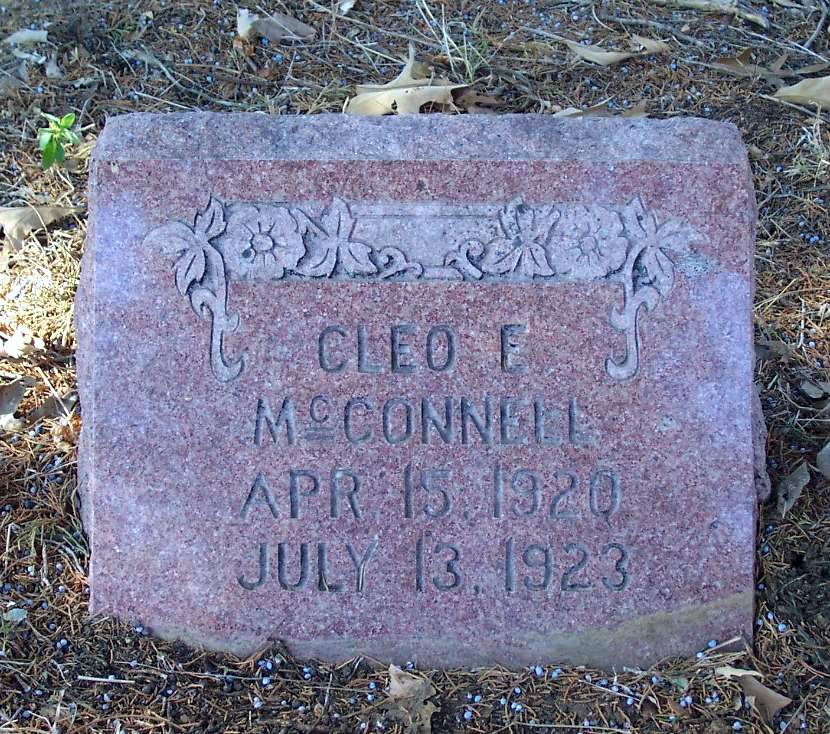 CLEO E
McCONNELL
APR. 15, 1920
JULY 13, 1923